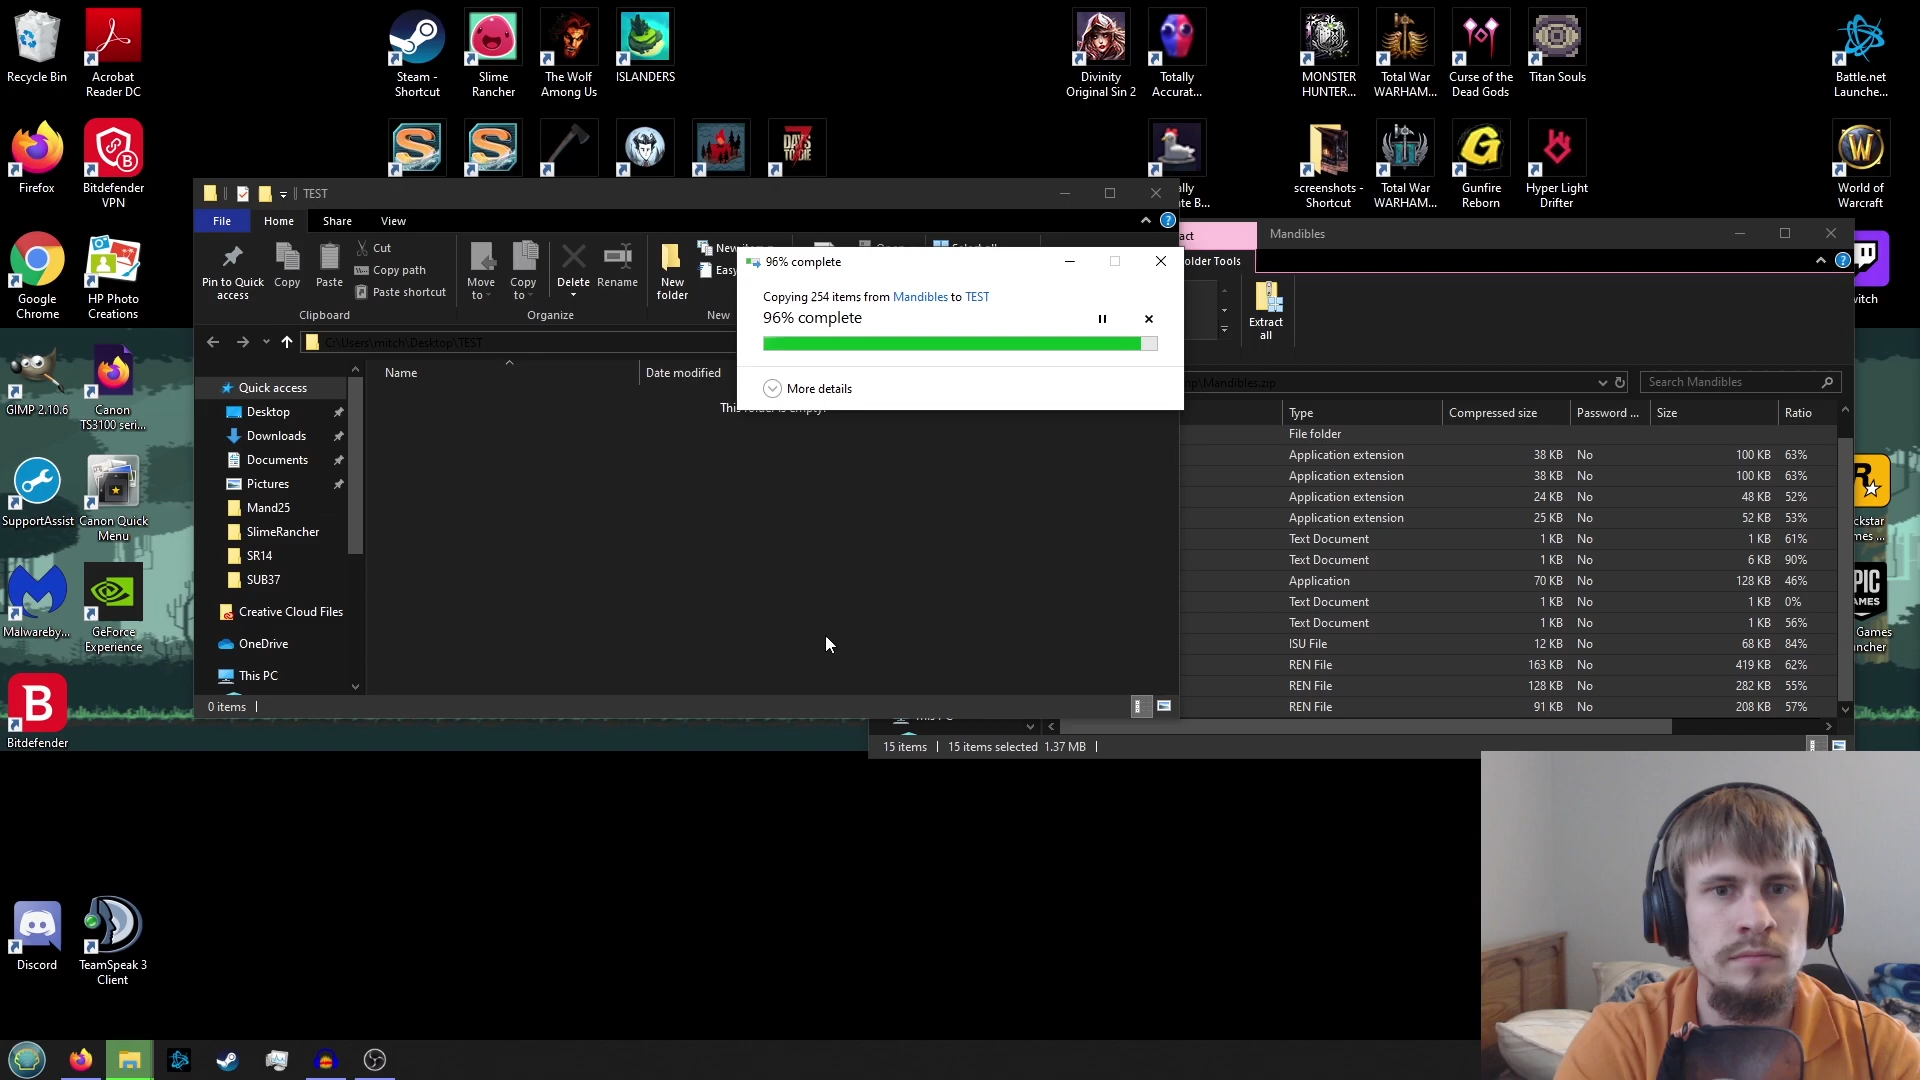 Recycle Bin
Acrobat
Reader DC
Steam -
Shortcut
Slime
Rancher
The Wolf
Among Us
ISLANDERS
Divinity
Original Sin 2
Totally
Accurat...
MONSTER
HUNTER...
Total War
WARHAM...
Curse of the
Dead Gods
Titan Souls
Battle.net
Launche...
DAYS
TO DIE
Firefox
Bitdefender
VPN
screenshots -
Shortcut
Total War
WARHAM...
Gunfire
Reborn
Hyper Light
Drifter
World of
Warcraft
Google
Chrome
HP Photo
Creations
GIMP 2.10.6
Canon
TS3100 seri...
SupportAssist
Canon Quick
Menu
Malwareby...
GeForce
Experience
Bitdefender
Discord
TeamSpeak 3
Client
TEST
File
Home
Share
View
Pin to Quick
access
Copy
Paste
Cut
Copy path
Paste shortcut
Clipboard
Move
to
Copy
to
Delete
Rename
Organize
New
folder
New
C:\Users\mitch\Desktop\TEST
Name
Date modified
Quick access
Desktop
Downloads
Documents
Pictures
Mand25
SlimeRancher
SR14
SUB37
Creative Cloud Files
OneDrive
This PC
0 items
96% complete
Copying 254 items from Mandibles to TEST
96% complete
More details
Mandibles
older Tools
Extract
all
p\Mandibles.zip
Search Mandibles
Type Compressed size Password ... Size Ratio
File folder
Application extension 38 KB No 100 KB 63%
Application extension 38 KB No 100 KB 63%
Application extension 24 KB No 48 KB 52%
Application extension 25 KB No 52 KB 53%
Text Document 1 KB No 1 KB 61%
Text Document 1 KB No 6 KB 90%
Application 70 KB No 128 KB 46%
Text Document 1 KB No 1 KB 0%
Text Document 1 KB No 1 KB 56%
ISU File 12 KB No 68 KB 84%
REN File 163 KB No 419 KB 62%
REN File 128 KB No 282 KB 55%
REN File 91 KB No 208 KB 57%
15 items
15 items selected 1.37 MB